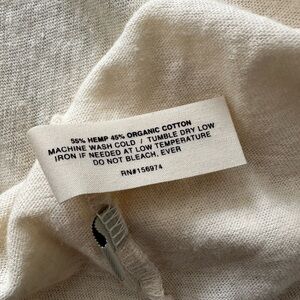 55% HEMP 45% ORGANIC COTTON
MACHINE WASH COLD / TUMBLE DRY LOW
IRON IF NEEDED AT LOW TEMPERATURE
DO NOT BLEACH, EVER
RN#156974